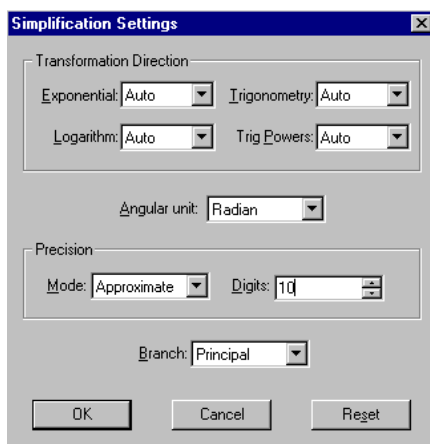 Simplification Settings
Transformation Direction
Exponential: Auto Trigonometry: Auto
Logarithm: Auto Trig Powers: Auto
Angular unit: Radian
Precision
Mode: Approximate Digits: 10
Branch: Principal
OK Cancel Reset